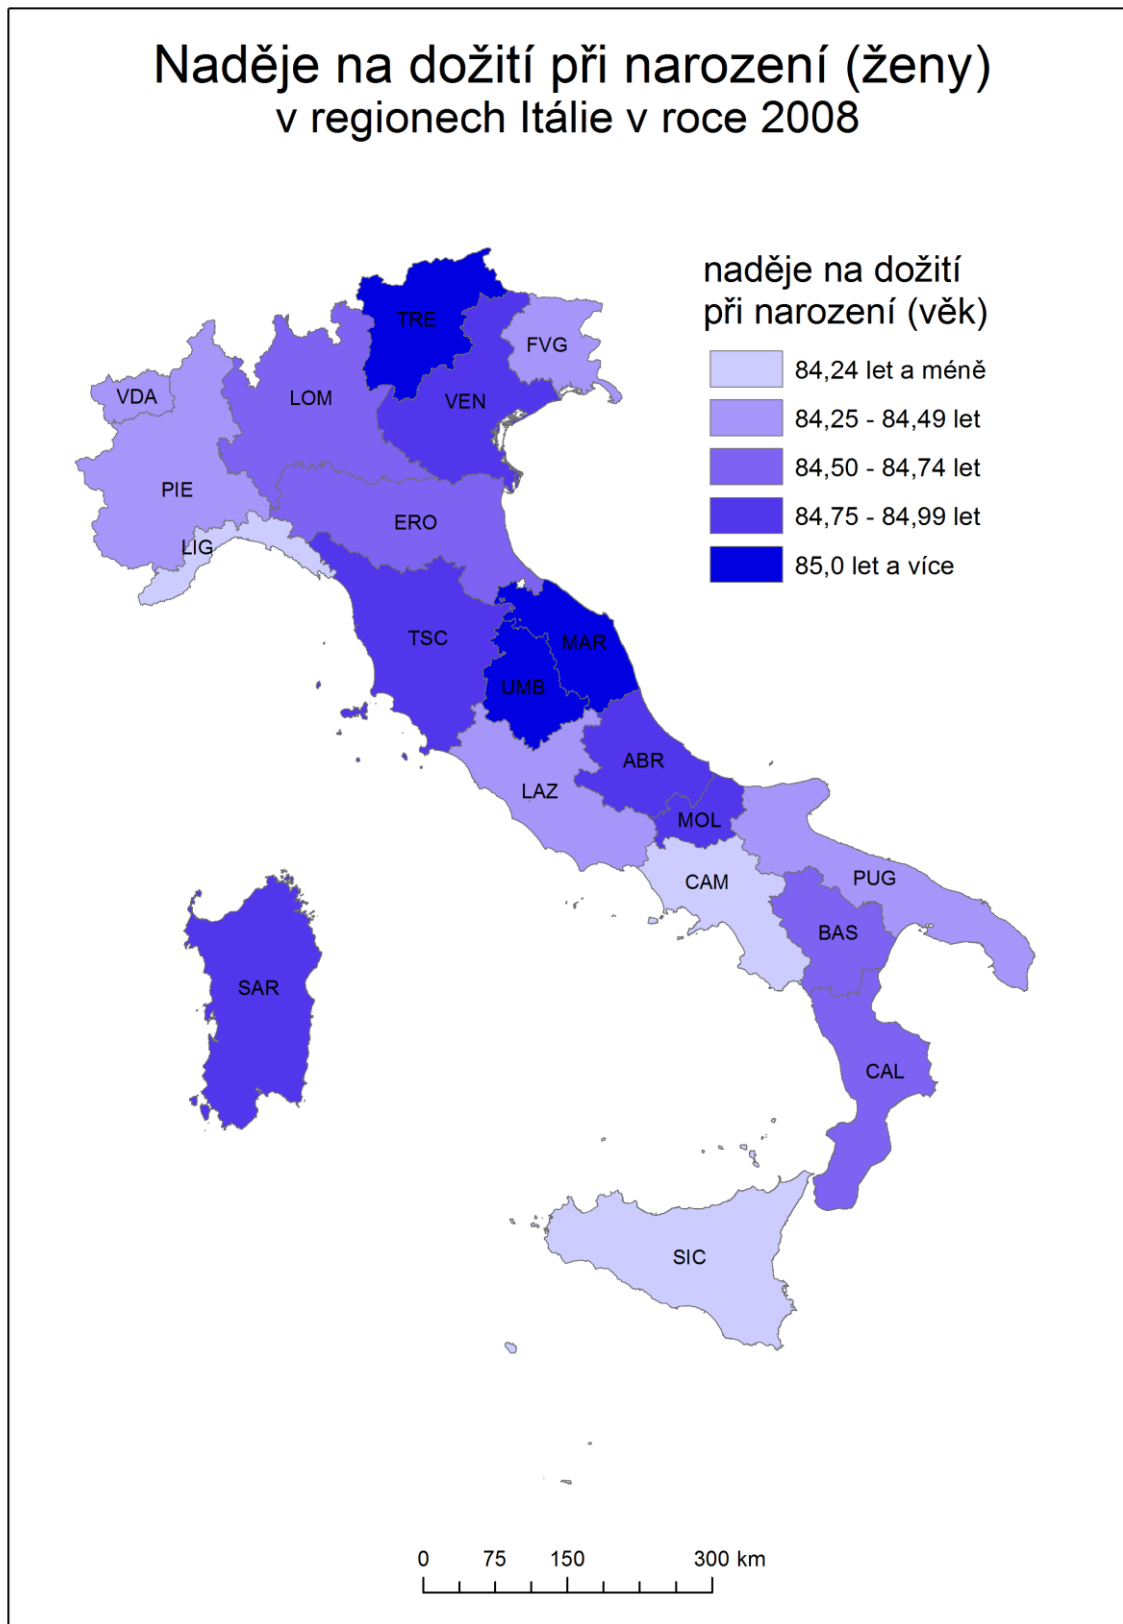 Naděje na dožití při narození (ženy)
v regionech Itálie v roce 2008
naděje na dožití
při narození (věk)
84,24 let a méně
84,25 - 84,49 let
84,50 - 84,74 let
84,75 - 84,99 let
85,0 let a více
TRE
FVG
VDA
LOM
VEN
PIE
ERO
LIG
TSC
MAR
UMB
ABR
LAZ
MOL
CAM
PUG
BAS
SAR
CAL
SIC
0 75 150 300 km